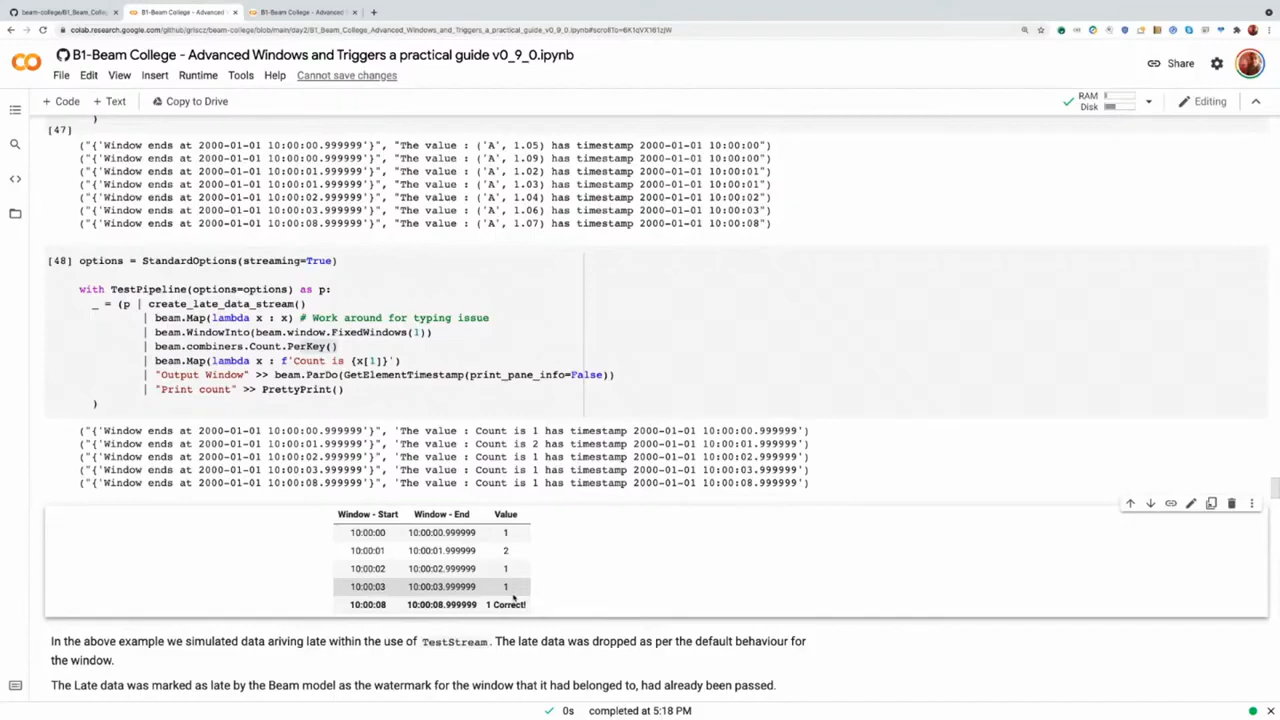 beam-college/B1_Beam_Colleg
B1-Beam College - Advanced
B1-Beam College - Advanced
B1-Beam College - Advanced Windows and Triggers a practical guide v0_9_0.ipynb
Share
File Edit View Insert Runtime Tools Help Cannot save changes
+ Code + Text Copy to Drive
RAM
Disk
Editing
)
[47]
("{'Window ends at 2000-01-01 10:00:00.999999'}", "The value : ('A', 1.05) has timestamp 2000-01-01 10:00:00")
("{'Window ends at 2000-01-01 10:00:00.999999'}", "The value : ('A', 1.09) has timestamp 2000-01-01 10:00:00")
("{'Window ends at 2000-01-01 10:00:01.999999'}", "The value : ('A', 1.02) has timestamp 2000-01-01 10:00:01")
("{'Window ends at 2000-01-01 10:00:01.999999'}", "The value : ('A', 1.03) has timestamp 2000-01-01 10:00:01")
("{'Window ends at 2000-01-01 10:00:02.999999'}", "The value : ('A', 1.04) has timestamp 2000-01-01 10:00:02")
("{'Window ends at 2000-01-01 10:00:03.999999'}", "The value : ('A', 1.06) has timestamp 2000-01-01 10:00:03")
("{'Window ends at 2000-01-01 10:00:08.999999'}", "The value : ('A', 1.07) has timestamp 2000-01-01 10:00:08")
[48] options = StandardOptions(streaming=True)
with TestPipeline(options=options) as p:
_ = (p | create_late_data_stream()
| beam.Map(lambda x : x) # Work around for typing issue
| beam.WindowInto(beam.window.FixedWindows(1))
| beam.combiners.Count.PerKey()
| beam.Map(lambda x : f'Count is {x[1]}')
| "Output Window" >> beam.ParDo(GetElementTimestamp(print_pane_info=False))
| "Print count" >> PrettyPrint()
)
("{'Window ends at 2000-01-01 10:00:00.999999'}", 'The value : Count is 1 has timestamp 2000-01-01 10:00:00.999999')
("{'Window ends at 2000-01-01 10:00:01.999999'}", 'The value : Count is 2 has timestamp 2000-01-01 10:00:01.999999')
("{'Window ends at 2000-01-01 10:00:02.999999'}", 'The value : Count is 1 has timestamp 2000-01-01 10:00:02.999999')
("{'Window ends at 2000-01-01 10:00:03.999999'}", 'The value : Count is 1 has timestamp 2000-01-01 10:00:03.999999')
("{'Window ends at 2000-01-01 10:00:08.999999'}", 'The value : Count is 1 has timestamp 2000-01-01 10:00:08.999999')
Window - Start Window - End Value
10:00:00 10:00:00.999999 1
10:00:01 10:00:01.999999 2
10:00:02 10:00:02.999999 1
10:00:03 10:00:03.999999 1
10:00:08 10:00:08.999999 1 Correct!
In the above example we simulated data ariving late within the use of TestStream. The late data was dropped as per the default behaviour for
the window.
The Late data was marked as late by the Beam model as the watermark for the window that it had belonged to, had already been passed.
0s completed at 5:18 PM